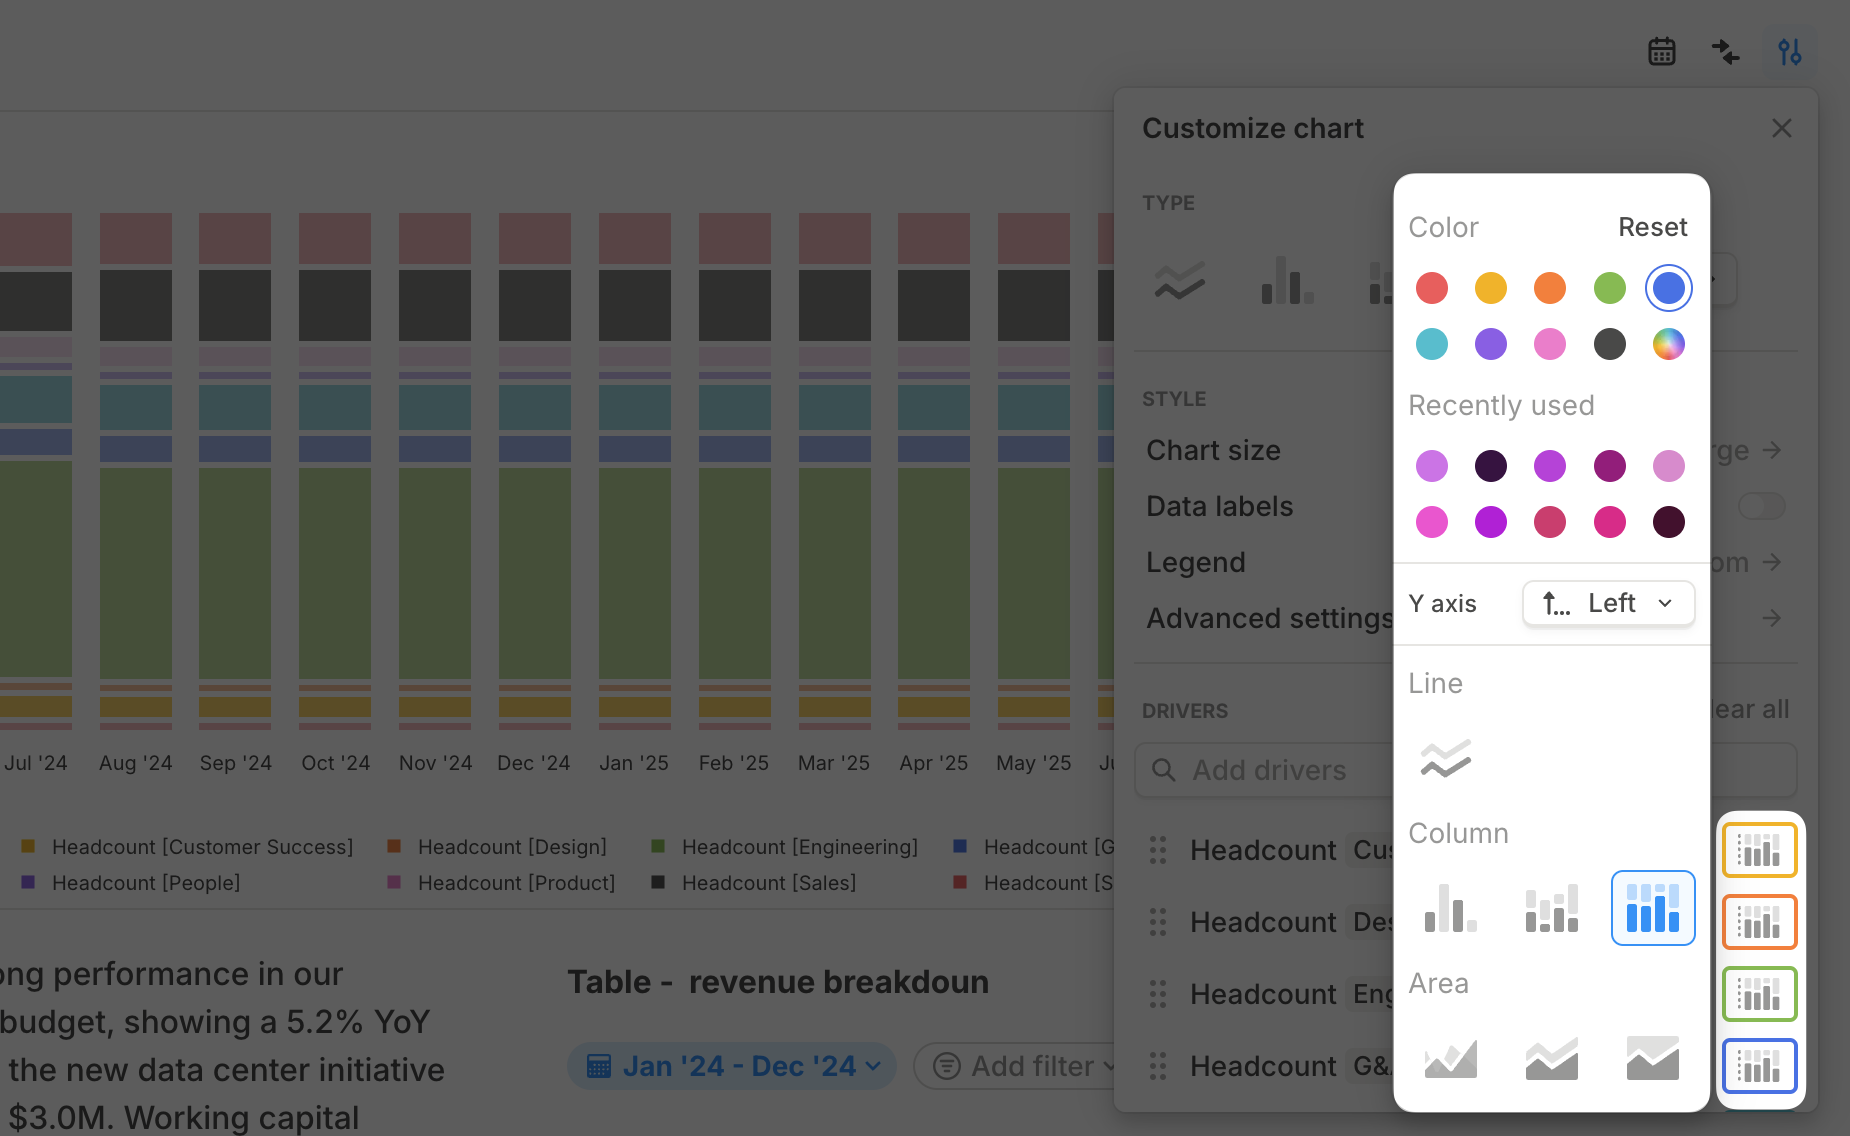 Customize chart
TYPE
Color
Reset
Recently used
STYLE
Chart size
rge
Data labels
Legend
om
Advanced settings
Y axis
Left
DRIVERS
lear all
Add drivers
Line
Column
Area
Headcount Cus
Headcount Des
Headcount Eng
Headcount G&
Jul '24 Aug '24 Sep '24 Oct '24 Nov '24 Dec '24 Jan '25 Feb '25 Mar '25 Apr '25 May '25 Ju
Headcount [Customer Success] Headcount [Design] Headcount [Engineering] Headcount [G
Headcount [People] Headcount [Product] Headcount [Sales] Headcount [S
ong performance in our
budget, showing a 5.2% YoY
the new data center initiative
$3.0M. Working capital
Table - revenue breakdoun
Jan '24 - Dec '24
Add filter